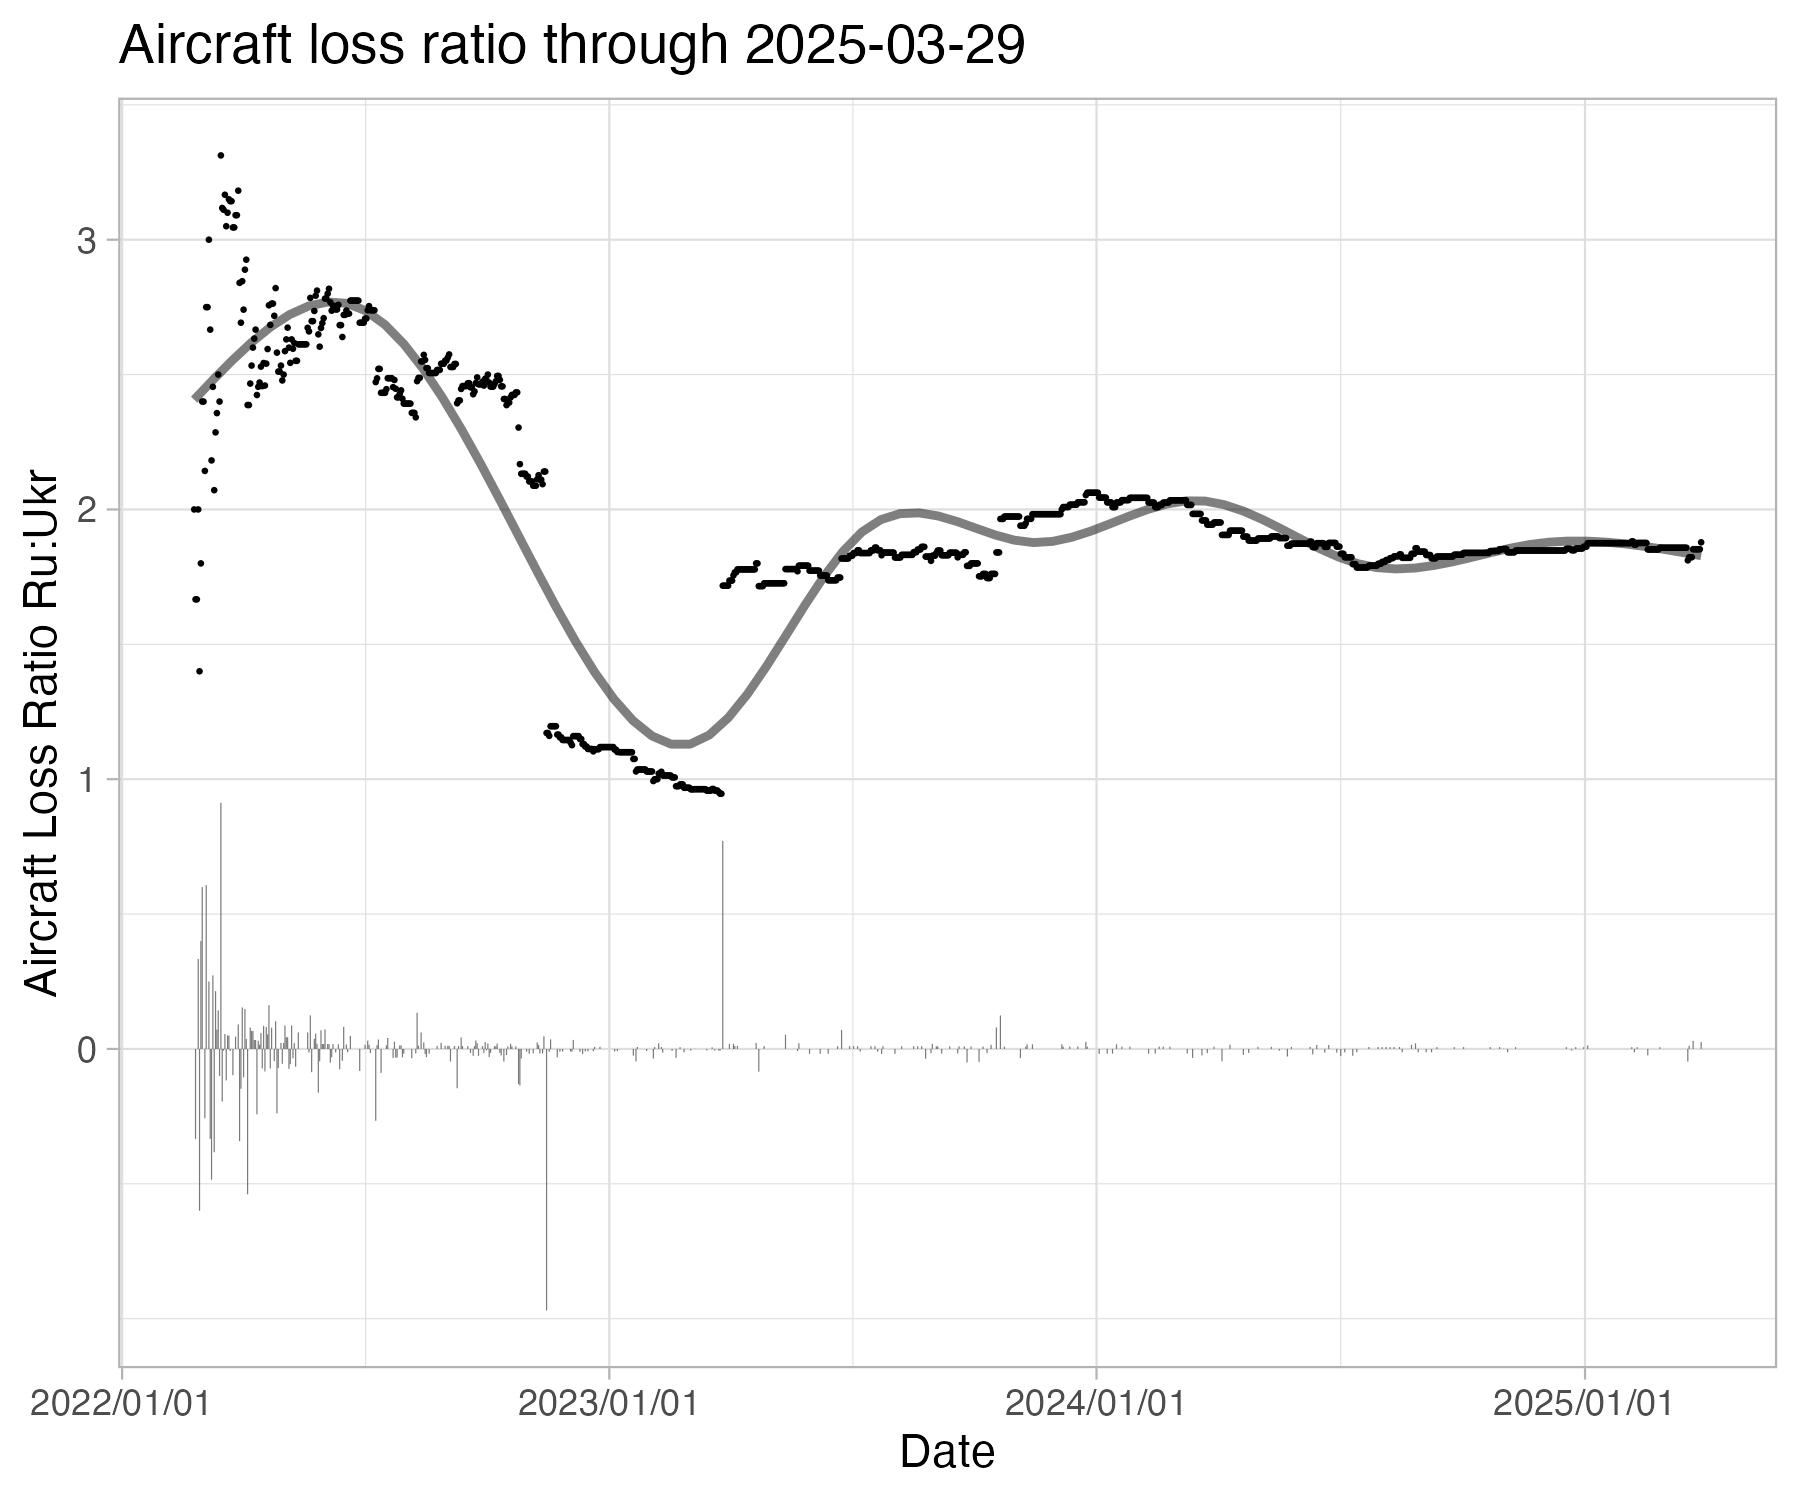 Aircraft loss ratio through 2025-03-29
Aircraft Loss Ratio Ru:Ukr
3
2
1
0
2022/01/01
2023/01/01
2024/01/01
2025/01/01
Date